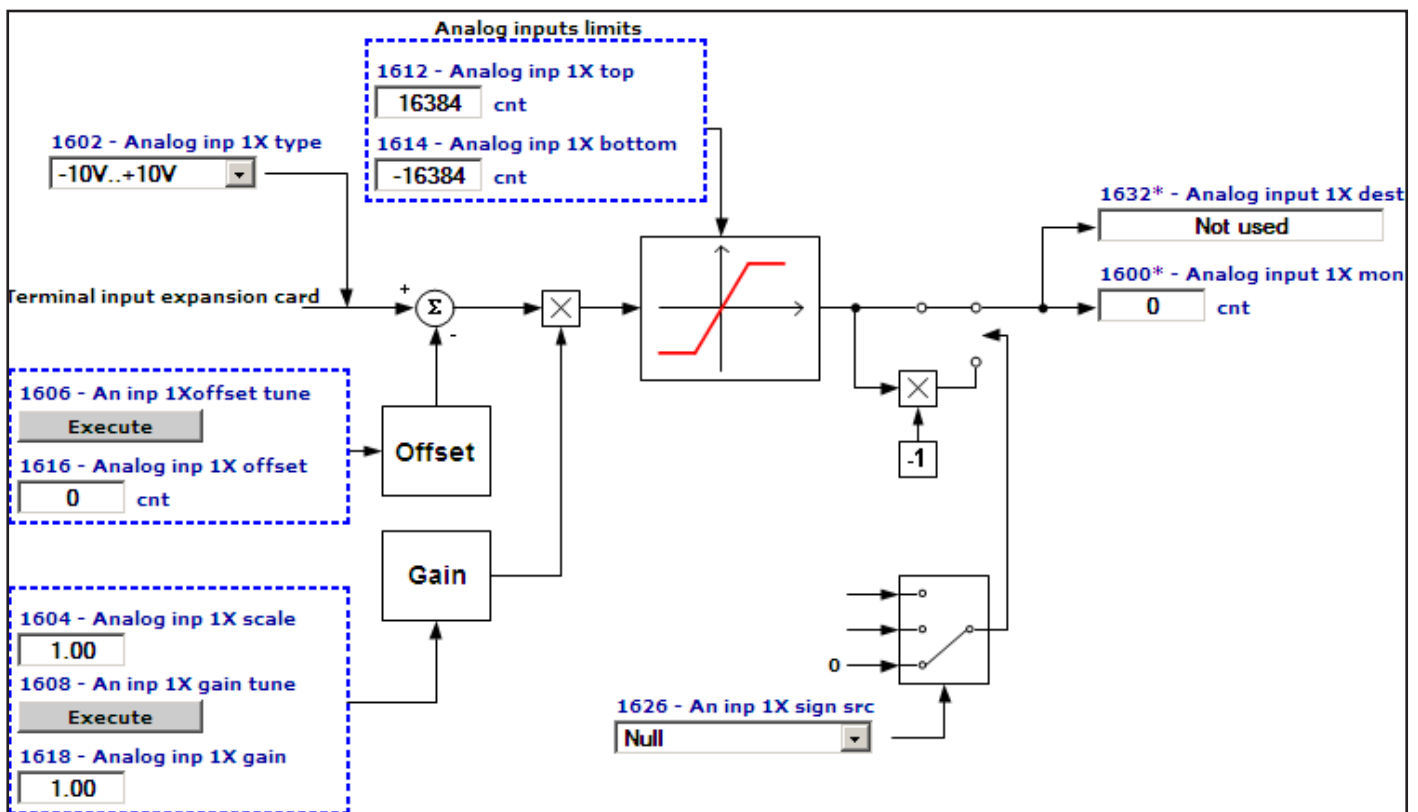 Analog inputs limits
1612 - Analog inp 1X top
16384 cnt
1602 - Analog inp 1X type
-10V..+10V
1614 - Analog inp 1X bottom
-16384 cnt
1632* - Analog input 1X dest
Not used
1600* - Analog input 1X mon
0 cnt
Terminal input expansion card
+
Σ
-
1606 - An inp 1Xoffset tune
Execute
1616 - Analog inp 1X offset
0 cnt
Offset
-1
Gain
1604 - Analog inp 1X scale
1.00
1608 - An inp 1X gain tune
Execute
1618 - Analog inp 1X gain
1.00
0
1626 - An inp 1X sign src
Null